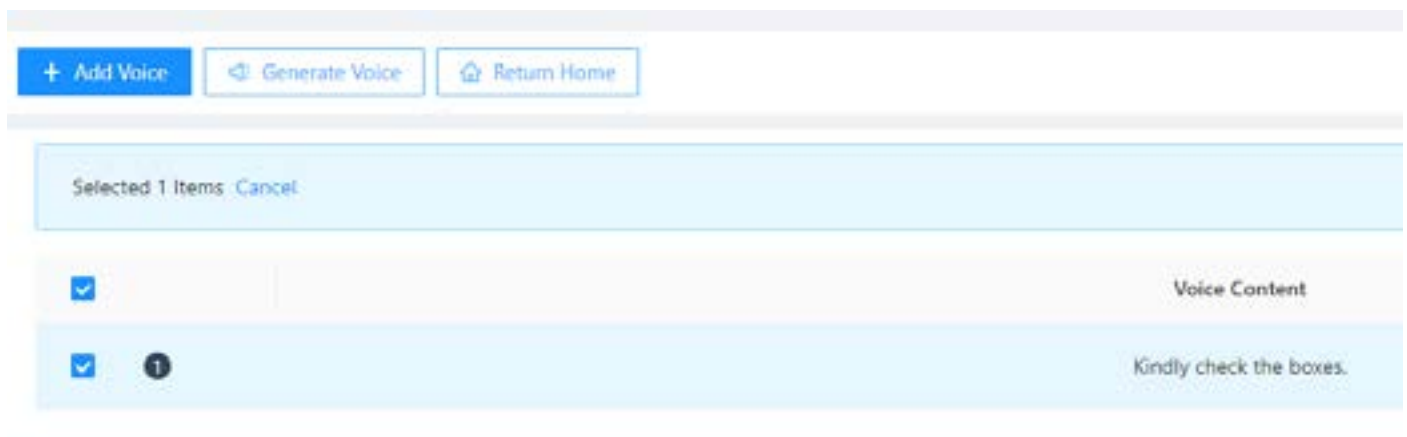 + Add Voice Generate Voice Return Home
Selected 1 Items Cancel
Voice Content
1 Kindly check the boxes.